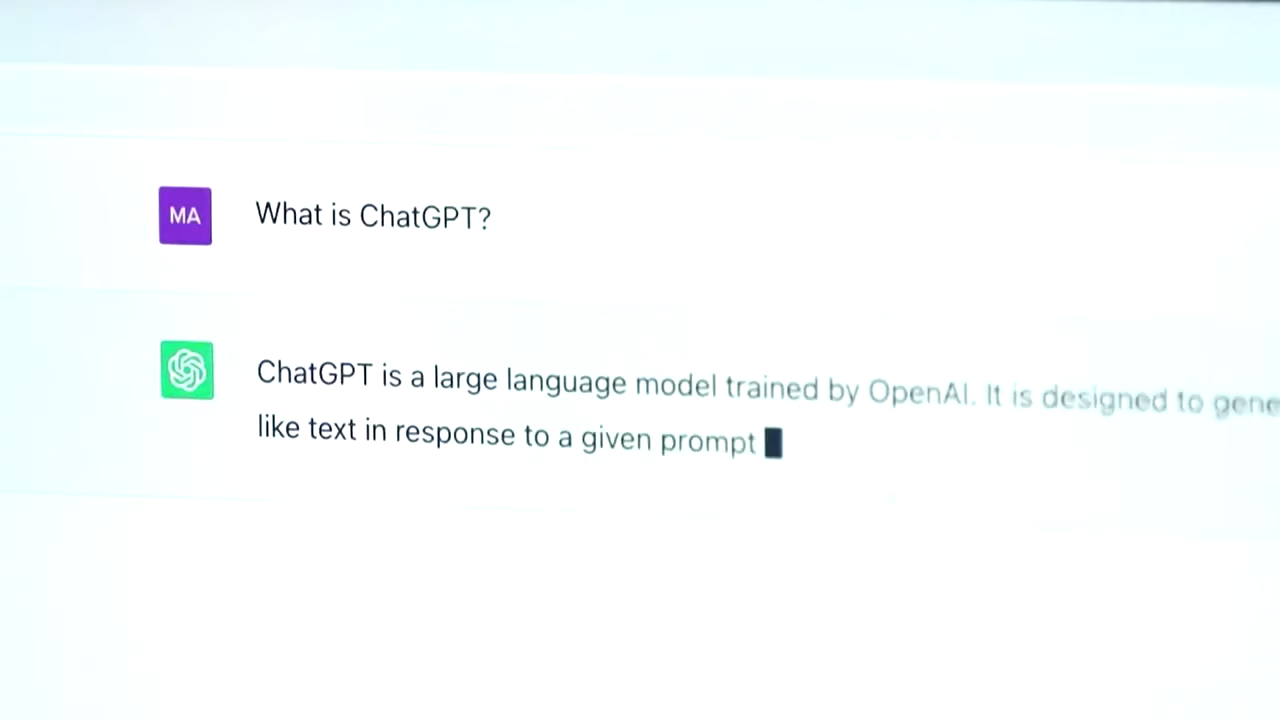 MA
What is ChatGPT?
ChatGPT is a large language model trained by OpenAI. It is designed to gene
like text in response to a given prompt